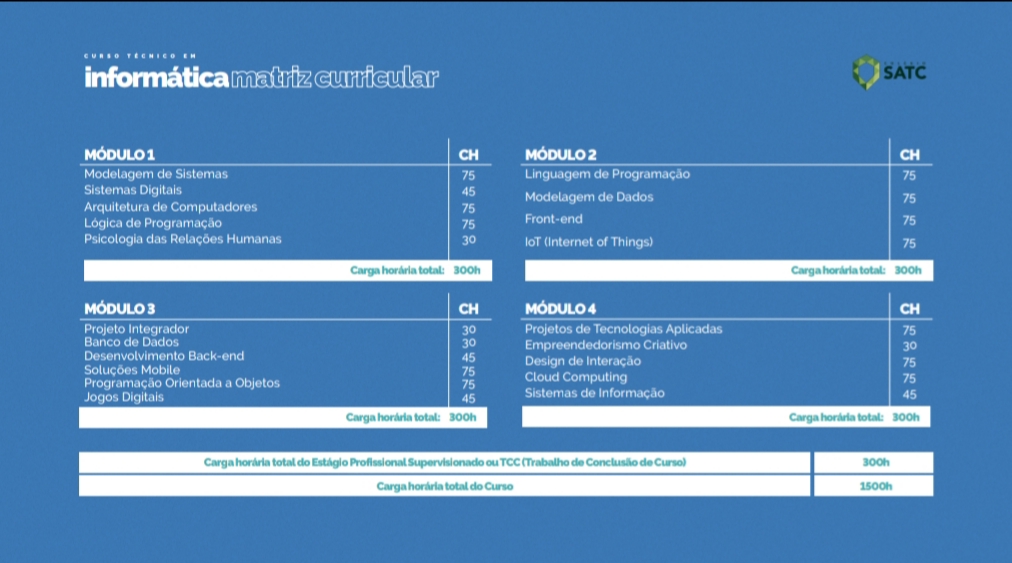 CURSO TÉCNICO EM
informática matriz curricular
COLÉGIO
SATC
MÓDULO 1 CH
Modelagem de Sistemas 75
Sistemas Digitais 45
Arquitetura de Computadores 75
Lógica de Programação 75
Psicologia das Relações Humanas 30
Carga horária total: 300h
MÓDULO 2 CH
Linguagem de Programação 75
Modelagem de Dados 75
Front-end 75
IoT (Internet of Things) 75
Carga horária total: 300h
MÓDULO 3 CH
Projeto Integrador 30
Banco de Dados 30
Desenvolvimento Back-end 45
Soluções Mobile 75
Programação Orientada a Objetos 75
Jogos Digitais 45
Carga horária total: 300h
MÓDULO 4 CH
Projetos de Tecnologias Aplicadas 75
Empreendedorismo Criativo 30
Design de Interação 75
Cloud Computing 75
Sistemas de Informação 45
Carga horária total: 300h
Carga horária total do Estágio Profissional Supervisionado ou TCC (Trabalho de Conclusão de Curso) 300h
Carga horária total do Curso 1500h